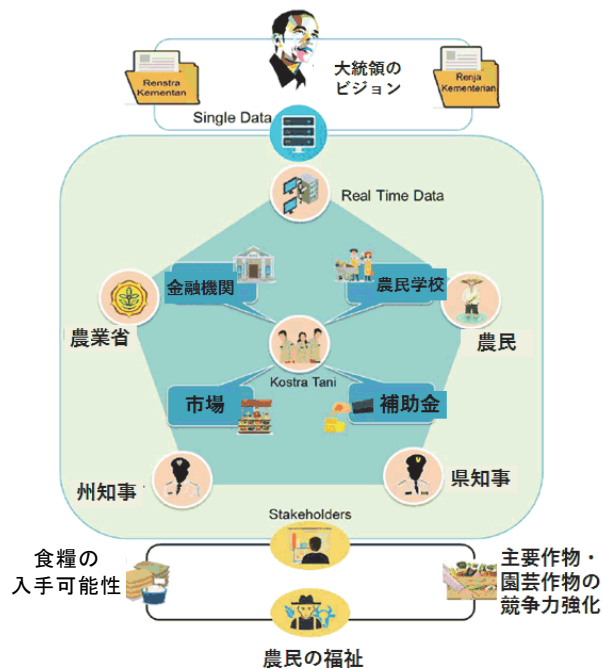 大統領の
ビジョン
Renstra
Kementan
Renja
Kementerian
Single Data
Real Time Data
金融機関
農民学校
農業省
農民
Kostra Tani
市場
補助金
州知事
県知事
Stakeholders
食糧の
入手可能性
主要作物・
園芸作物の
競争力強化
農民の福祉